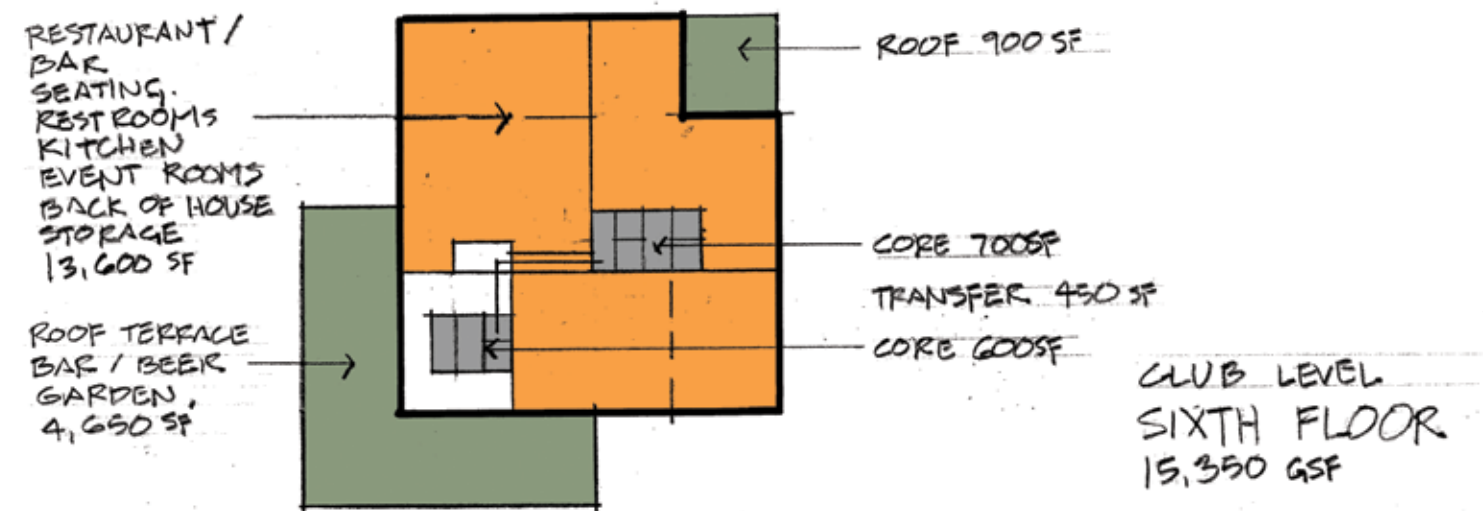 RESTAURANT /
BAR
SEATING.
RESTROOMS
KITCHEN
EVENT ROOMS
BACK OF HOUSE
STORAGE
13,600 SF
ROOF TERRACE
BAR / BEER
GARDEN.
4,650 SF
ROOF 900 SF
CORE 700SF
TRANSFER 450 SF
CORE 600SF
CLUB LEVEL
SIXTH FLOOR
15,350 GSF